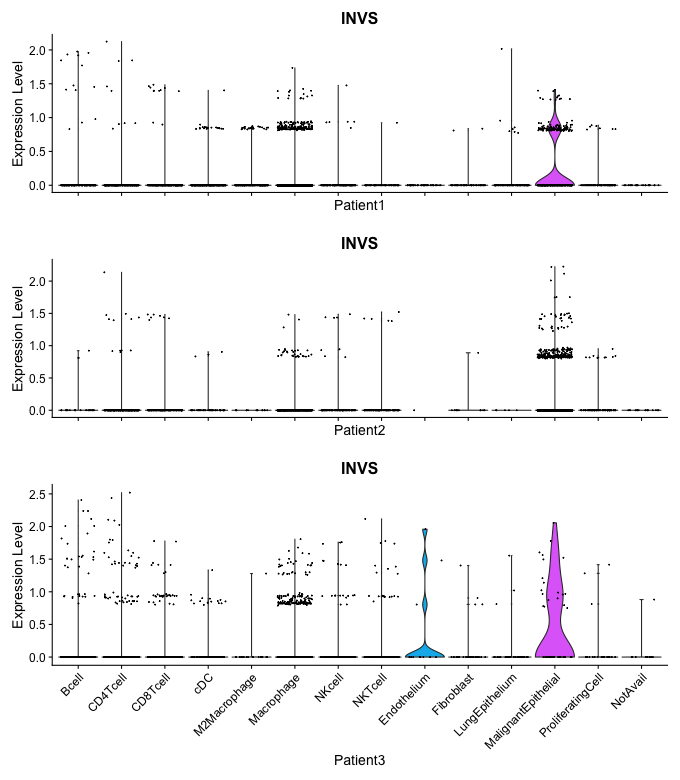 INVS
Expression Level
2.0
1.5
1.0
0.5
0.0
Patient1
INVS
Expression Level
2.0
1.5
1.0
0.5
0.0
Patient2
INVS
Expression Level
2.5
2.0
1.5
1.0
0.5
0.0
Bcell
CD4Tcell
CD8Tcell
cDC
M2Macrophage
Macrophage
NKcell
NKTcell
Endothelium
Fibroblast
LungEpithelium
MalignantEpithelial
ProliferatingCell
NotAvail
Patient3